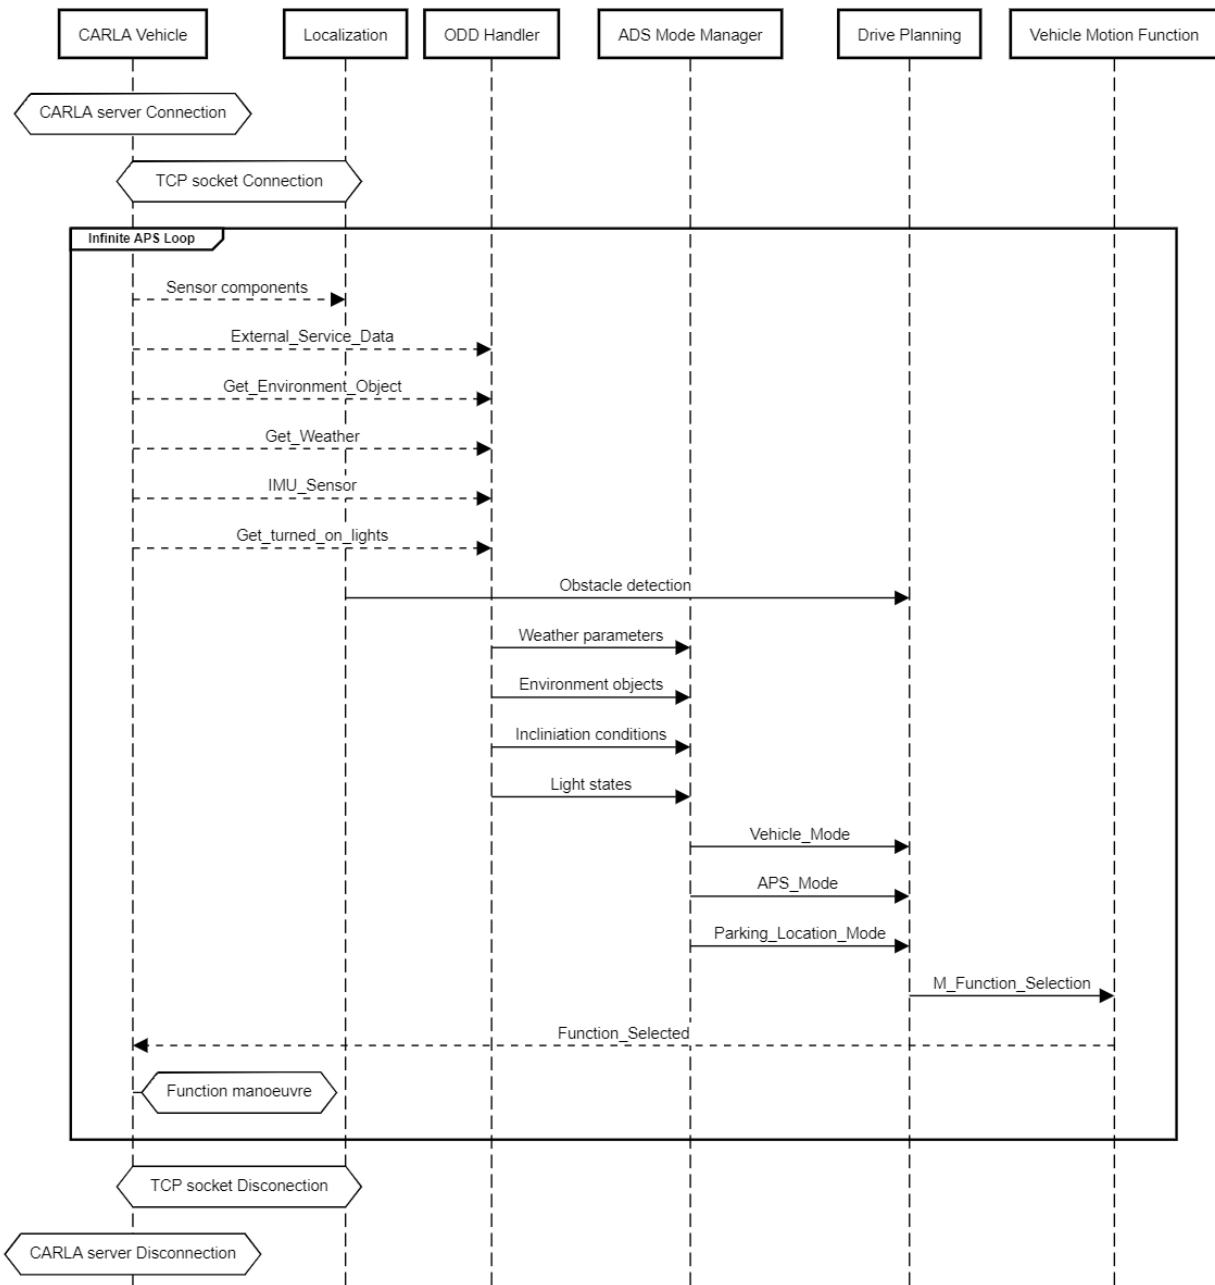 CARLA Vehicle
Localization
ODD Handler
ADS Mode Manager
Drive Planning
Vehicle Motion Function
CARLA server Connection
TCP socket Connection
Infinite APS Loop
Sensor components
External_Service_Data
Get_Environment_Object
Get_Weather
IMU_Sensor
Get_turned_on_lights
Obstacle detection
Weather parameters
Environment objects
Incliniation conditions
Light states
Vehicle_Mode
APS_Mode
Parking_Location_Mode
M_Function_Selection
Function_Selected
Function manoeuvre
TCP socket Disconection
CARLA server Disconnection